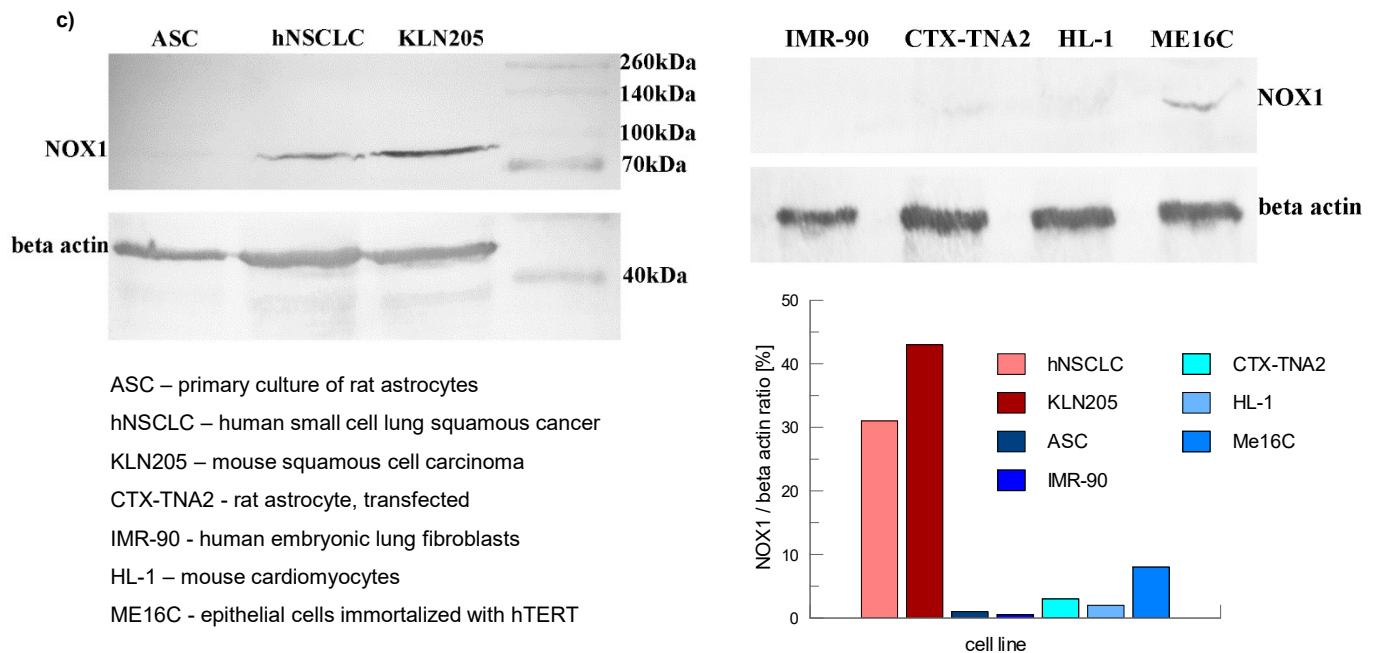 c)
ASC hNSCLC KLN205
260kDa
140kDa
100kDa
NOX1
70kDa
beta actin
40kDa
IMR-90 CTX-TNA2 HL-1 ME16C
NOX1
beta actin
ASC – primary culture of rat astrocytes
hNSCLC – human small cell lung squamous cancer
KLN205 – mouse squamous cell carcinoma
CTX-TNA2 - rat astrocyte, transfected
IMR-90 - human embryonic lung fibroblasts
HL-1 – mouse cardiomyocytes
ME16C - epithelial cells immortalized with hTERT
50
40
30
20
10
0
NOX1 / beta actin ratio [%]
cell line
hNSCLC
KLN205
ASC
IMR-90
CTX-TNA2
HL-1
Me16C